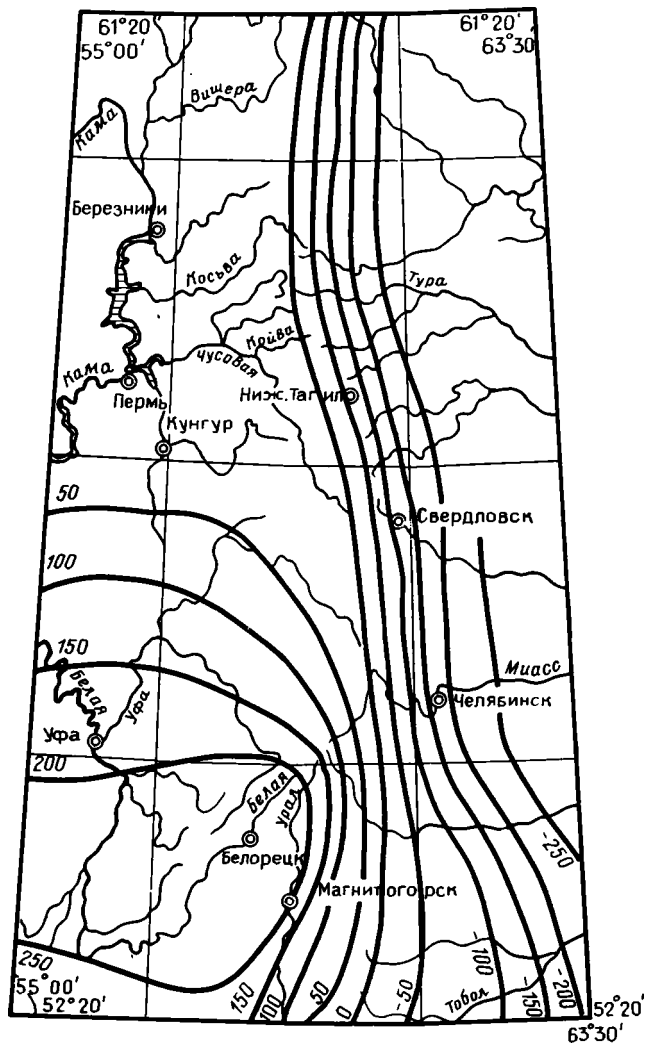 61°20'
55°00'
61°20'
63°30'
Вишера
Кама
Березники
Косьва
Тура
Койва
Чусовая
Кама
Пермь
Ниж.Тагил
Кунгур
50
Свердловск
100
150
Белая
Уфа
Миасс
Челябинск
Уфа
200
Белая
Урал
Белорецк
-250
Магнитогорск
250
55°00'
52°20'
150
100
50
0
-50
-100
Тобол
-150
-200
52°20'
63°30'